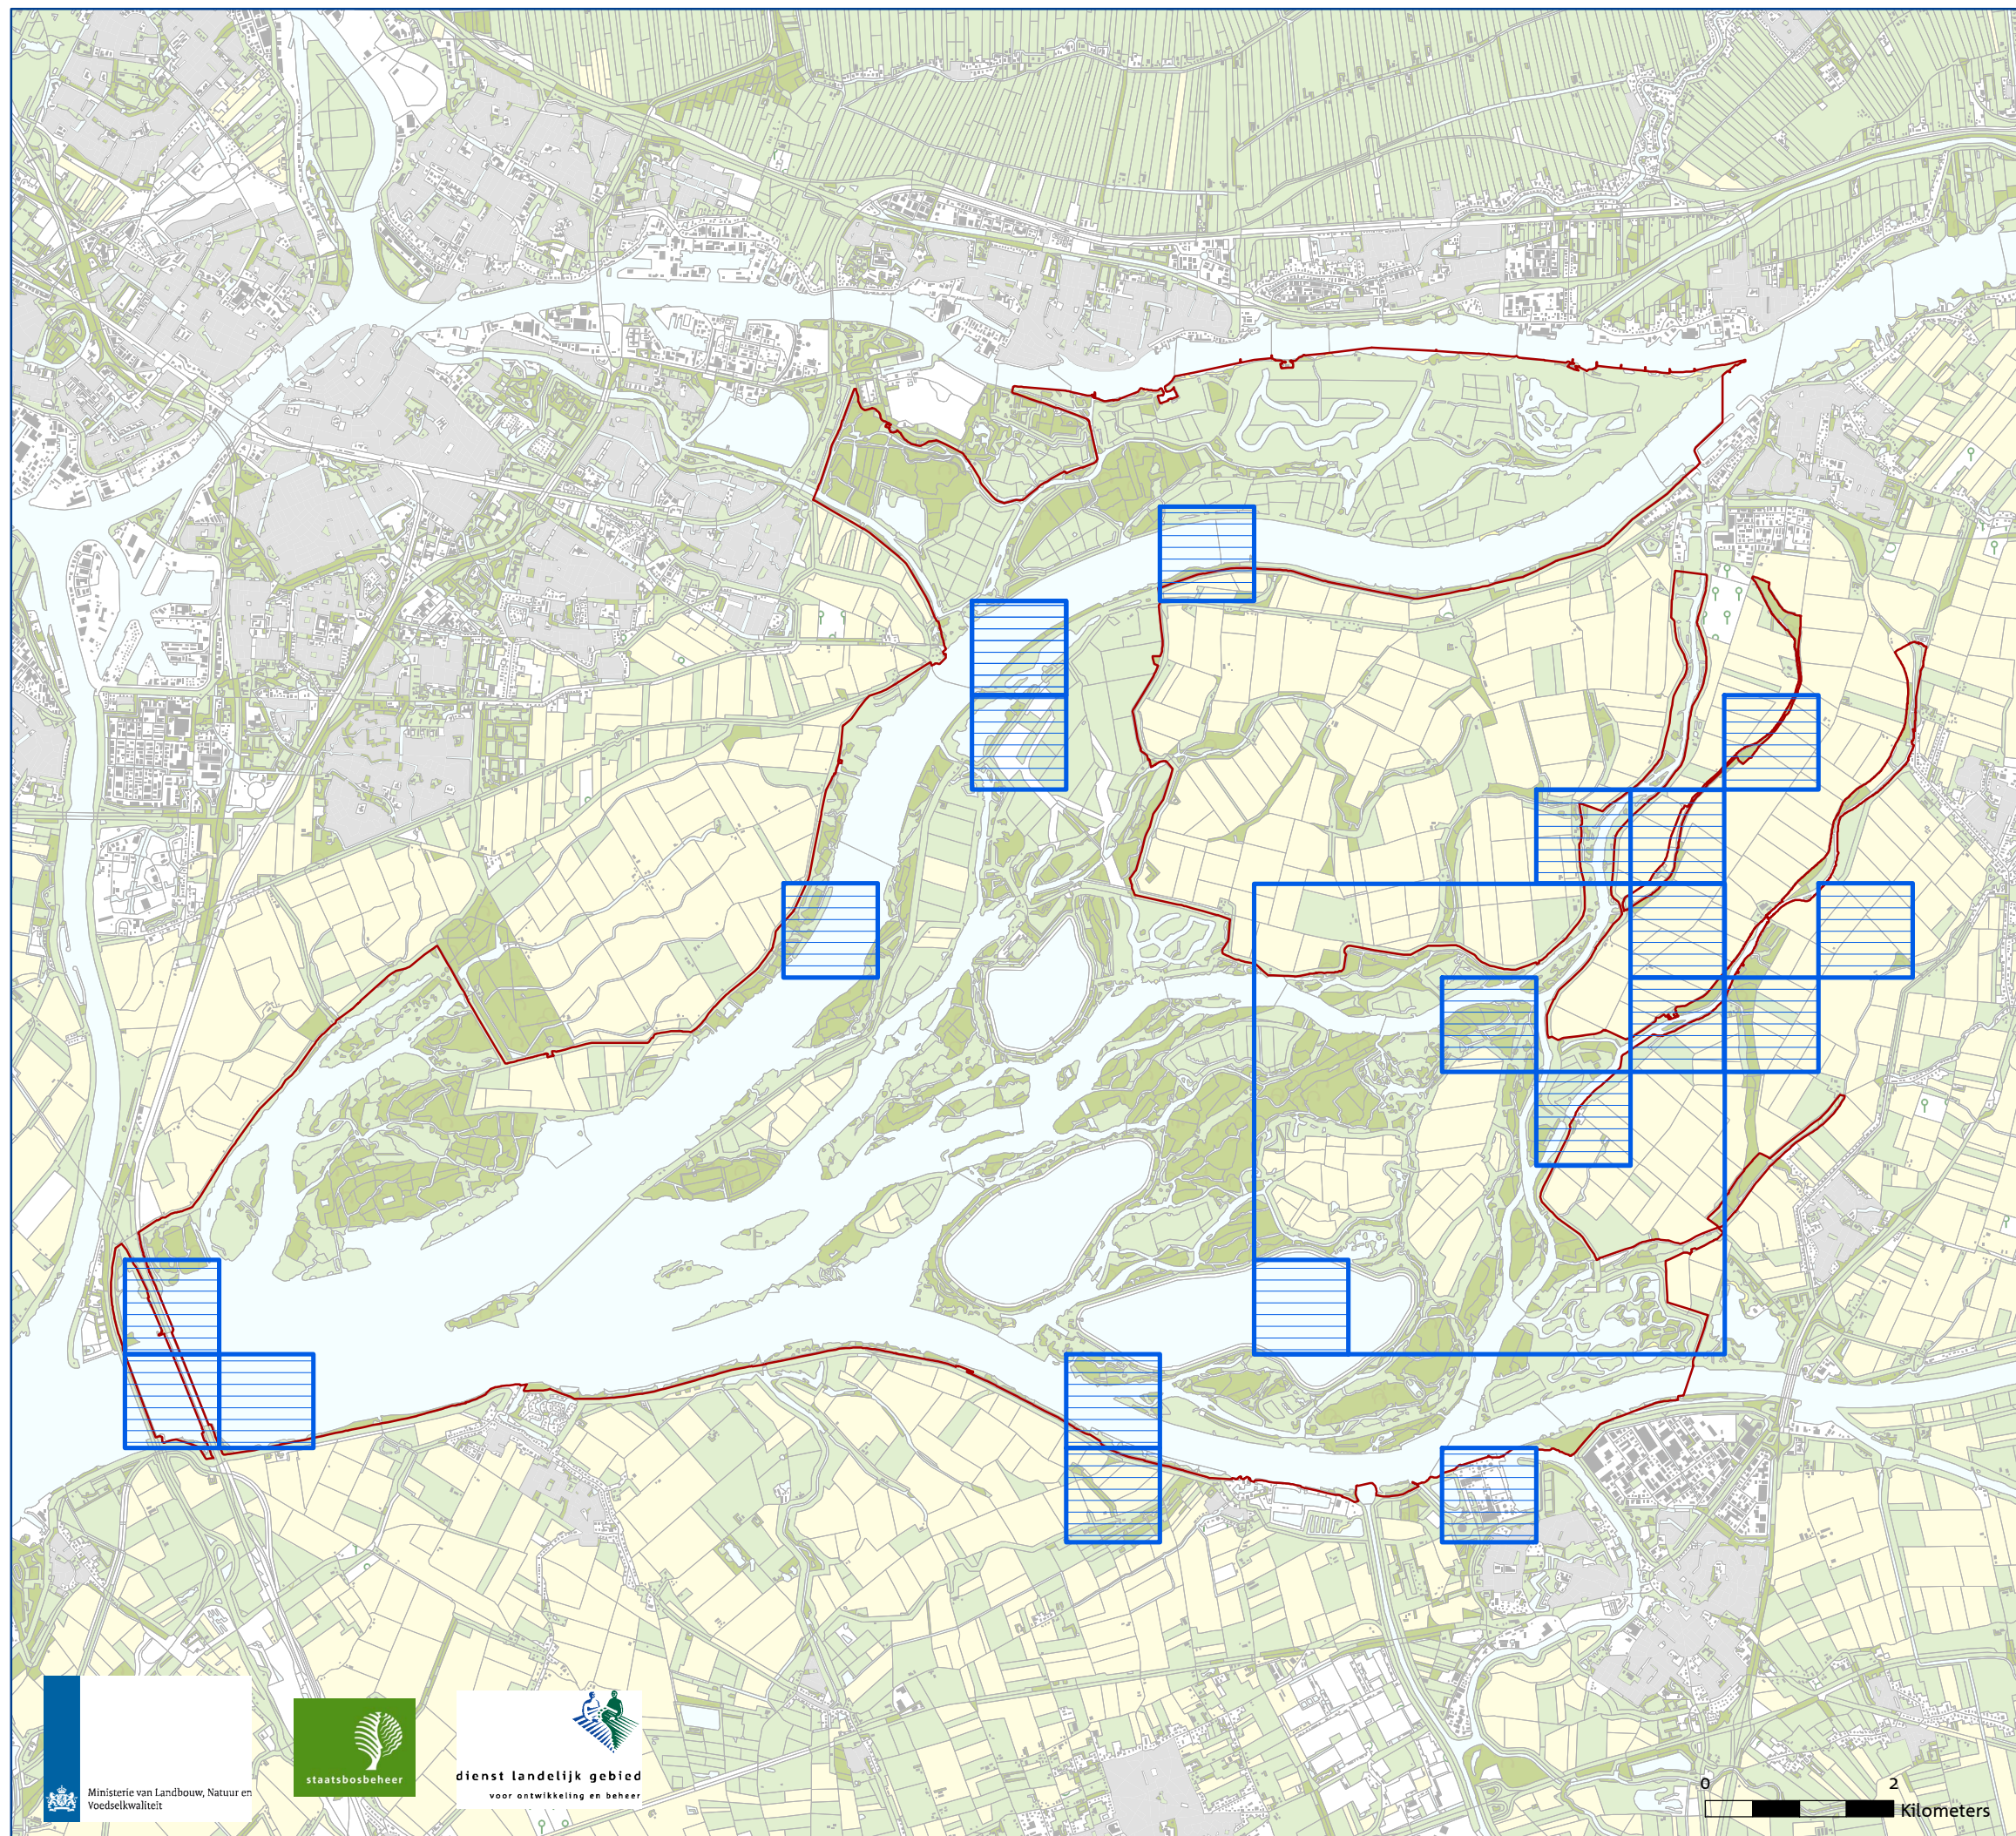 Ministerie van Landbouw, Natuur en
Voedselkwaliteit
staatsbosbeheer
dienst landelijk gebied
voor ontwikkeling en beheer
0 2
Kilometers